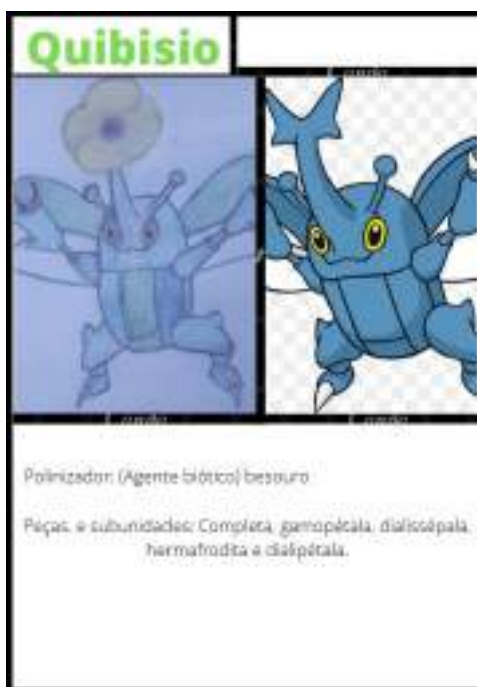 Quibisio
Polinizador: (Agente biótico) besouro
Peças. e subunidades: Completa, gamopétala, dialissépala,
hermafrodita e dialipétala.